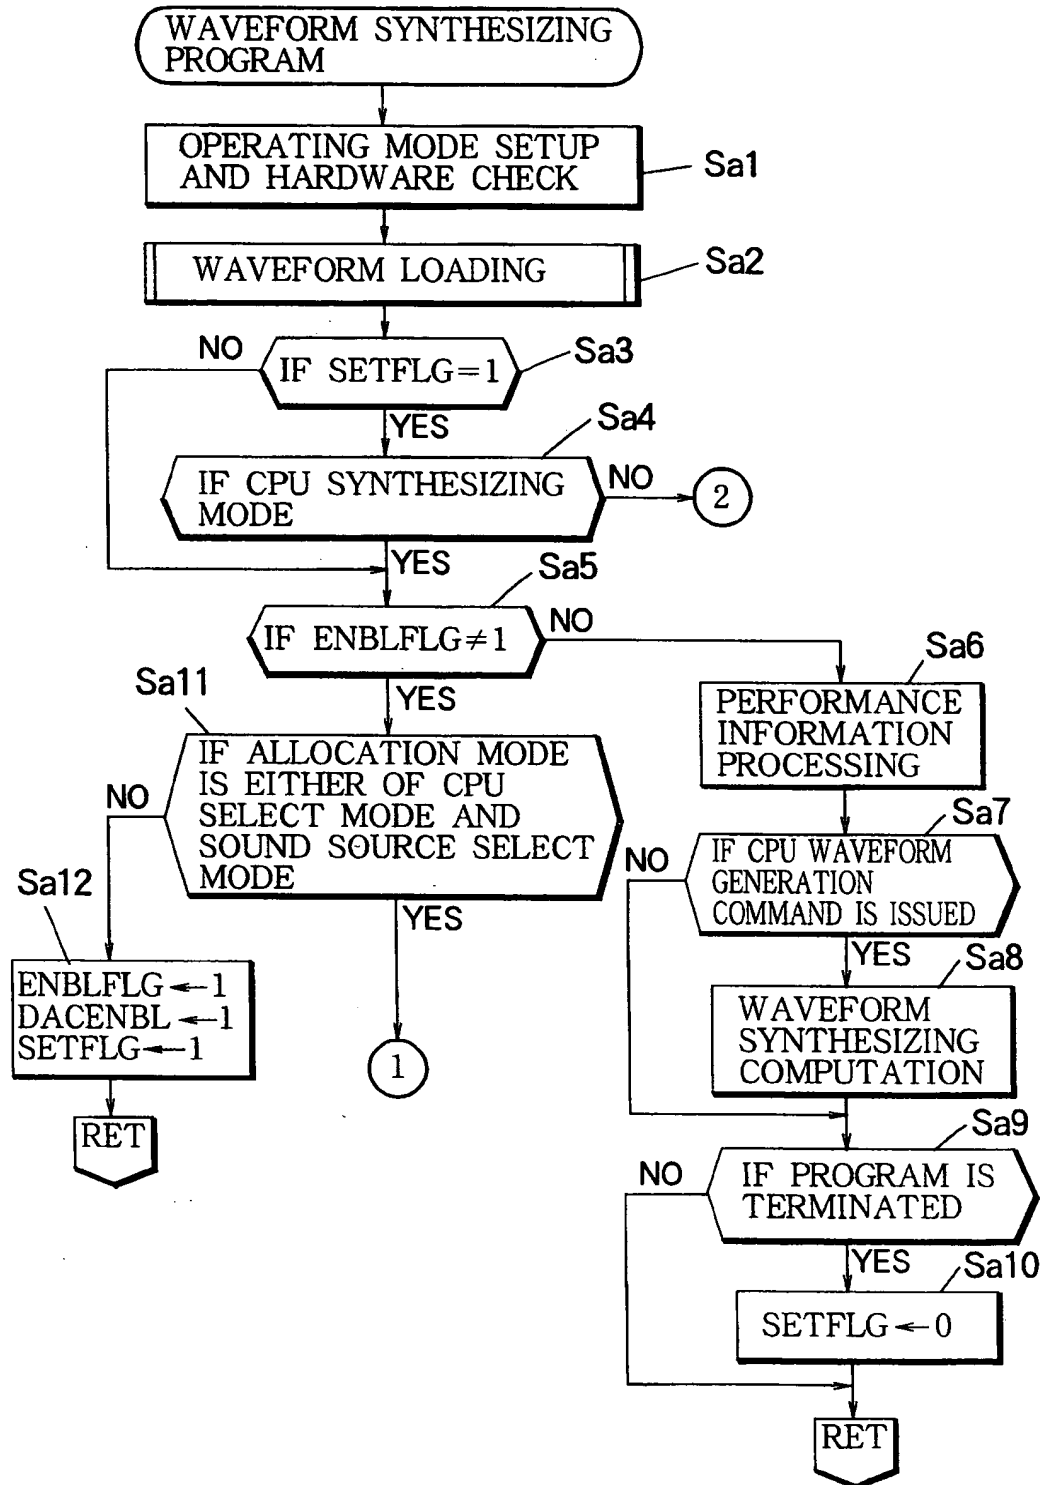 WAVEFORM SYNTHESIZING
PROGRAM
OPERATING MODE SETUP
AND HARDWARE CHECK
Sa1
WAVEFORM LOADING
Sa2
NO
IF SETFLG=1
Sa3
YES
Sa4
IF CPU SYNTHESIZING
MODE
NO
2
YES
Sa5
IF ENBLFLG≠1
NO
Sa6
Sa11
YES
PERFORMANCE
INFORMATION
PROCESSING
IF ALLOCATION MODE
IS EITHER OF CPU
SELECT MODE AND
SOUND SOURCE SELECT
MODE
NO
Sa7
NO
IF CPU WAVEFORM
GENERATION
COMMAND IS ISSUED
Sa12
YES
YES
Sa8
ENBLFLG←1
DACENBL←1
SETFLG←1
WAVEFORM
SYNTHESIZING
COMPUTATION
1
RET
Sa9
NO
IF PROGRAM IS
TERMINATED
YES
Sa10
SETFLG←0
RET